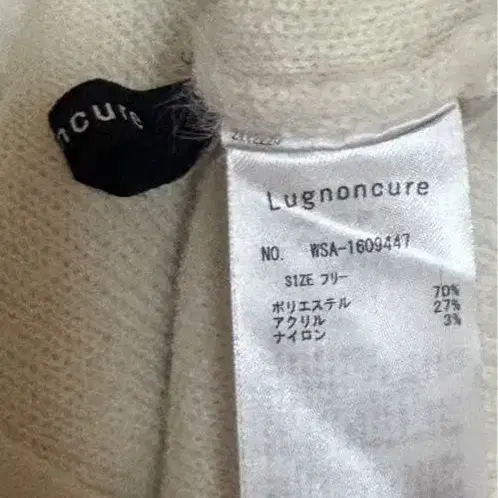 ncure
Lugnoncure
NO. WSA-1609447
SIZE フリー
ポリエステル 70%
アクリル 27%
ナイロン 3%